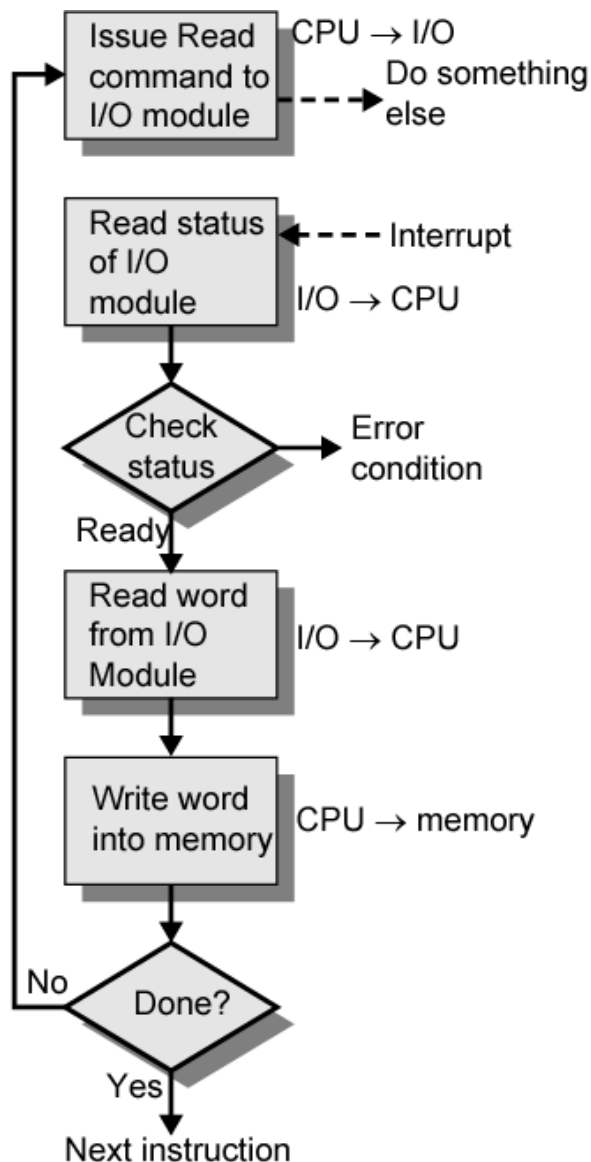 Issue Read
command to
I/O module
CPU → I/O
Do something
else
Read status
of I/O
module
Interrupt
I/O → CPU
Check
status
Error
condition
Ready
Read word
from I/O
Module
I/O → CPU
Write word
into memory
CPU → memory
No
Done?
Yes
Next instruction